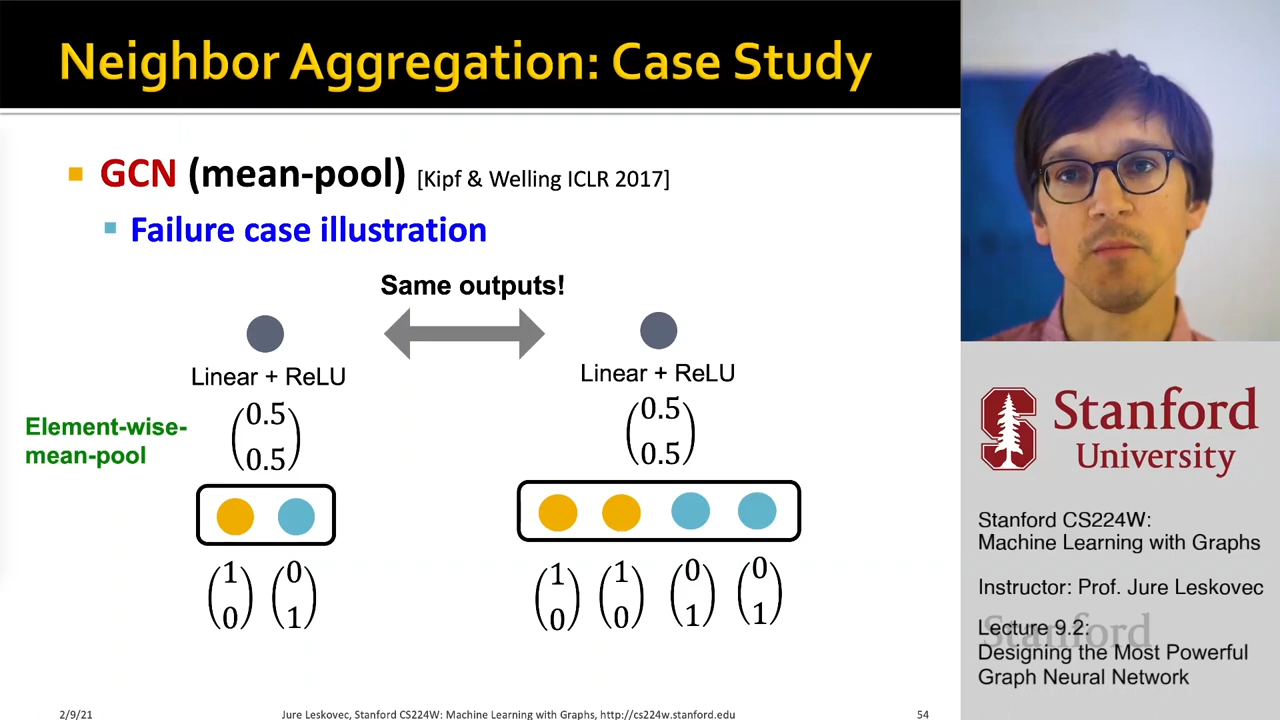 Neighbor Aggregation: Case Study
GCN (mean-pool) [Kipf & Welling ICLR 2017]
Failure case illustration
Same outputs!
Linear + ReLU
Linear + ReLU
Element-wise-
mean-pool
0.5
0.5
0.5
0.5
1 0
0 1
1 1 0 0
0 0 1 1
2/9/21
Jure Leskovec, Stanford CS224W: Machine Learning with Graphs, http://cs224w.stanford.edu
54
Stanford
University
Stanford CS224W:
Machine Learning with Graphs
Instructor: Prof. Jure Leskovec
Stanford
Lecture 9.2:
Designing the Most Powerful
Graph Neural Network